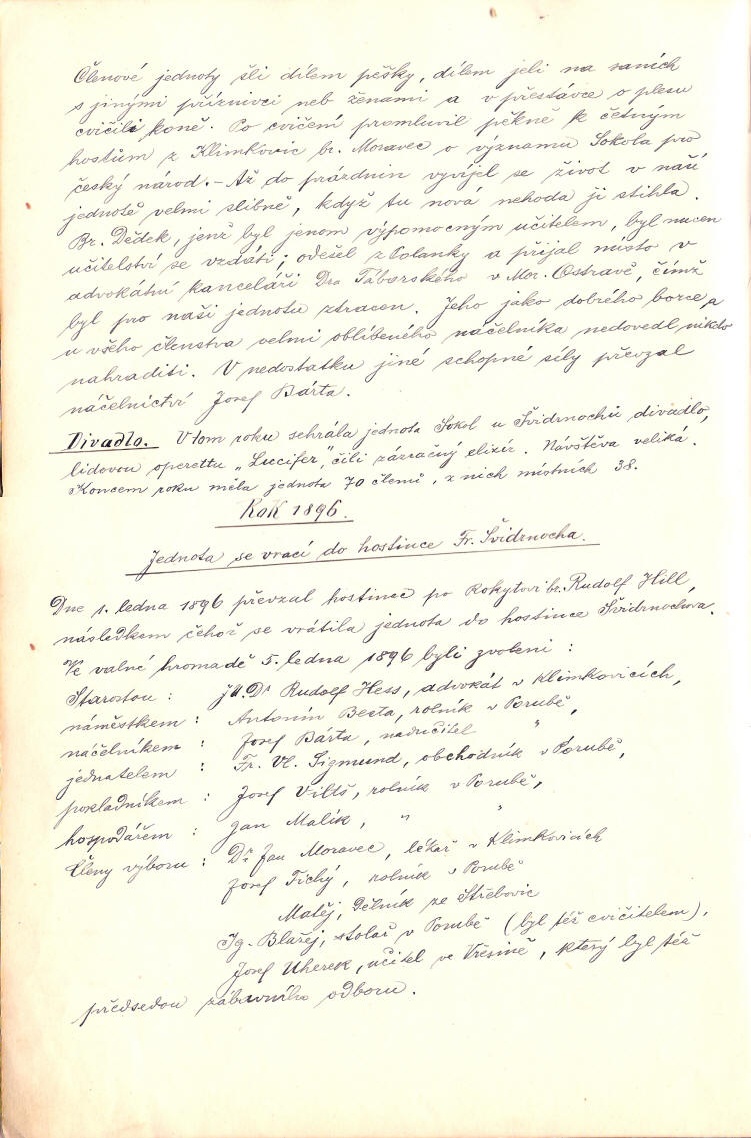 Členové jednoty šli dílem pěšky, dílem jeli na saních
s jinými příznivci neb ženami a v přestávce o plesu
cvičili koně. Po cvičení promluvil pěkně k četným
hostům z Klimkovic br. Moravec o významu Sokola pro
český národ. – Až do prázdnin vyvíjel se život v naší
jednotě velmi slibně, když tu nová nehoda ji stihla.
Br. Dědek, jenž byl jenom výpomocným učitelem, byl nucen
učitelství se vzdáti; odešel z Polanky a přijal místo v
advokátní kanceláři Dra Táborského v Mor. Ostravě, čímž
byl pro naši jednotu ztracen. Jeho jako dobrého borce a
u všeho členstva velmi oblíbeného náčelníka nedovedl nikdo
nahraditi. V nedostatku jiné schopné síly převzal
náčelnictví Josef Bárta.
Divadlo. V tom roku sehrála jednota Sokol u Švidrnochů divadlo,
lidovou operettu „Luccifer", čili zázračný elixír. Návštěva veliká.
Koncem roku měla jednota 70 členů, z nich místních 38.
Rok 1896.
Jednota se vrací do hostince Fr. Švidrnocha.
Dne 1. ledna 1896 převzal hostinec po Rokytovi br. Rudolf Hill,
následkem čehož se vrátila jednota do hostince Švidrnochova.
Ve valné hromadě 5. ledna 1896 byli zvoleni:
Starostou: JU. Dr Rudolf Hess, advokát v Klimkovicích,
náměstkem: Antonín Besta, rolník v Porubě,
náčelníkem: Josef Bárta, nadučitel "
jednatelem: Fr. Vl. Sigmund, obchodník v Porubě,
pokladníkem: Josef Viltš, rolník v Porubě,
hospodářem: Jan Malík, " "
Členy výboru: Dr. Jan Moravec, lékař v Klimkovicích
Josef Tichý, rolník v Porubě
Matěj, dělník ze Střebovic
Ig. Blažej, stolař v Porubě (byl též cvičitelem),
Josef Uherek, učitel ve Vřesině, který byl též
předsedou zábavního odboru.